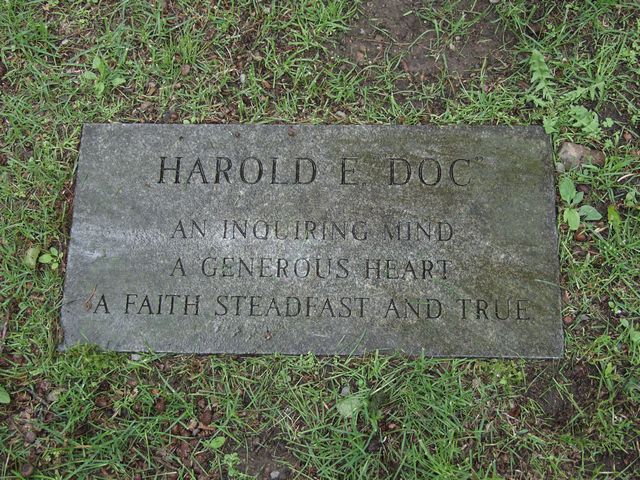 HAROLD E. "DOC"
AN INQUIRING MIND
A GENEROUS HEART
A FAITH STEADFAST AND TRUE